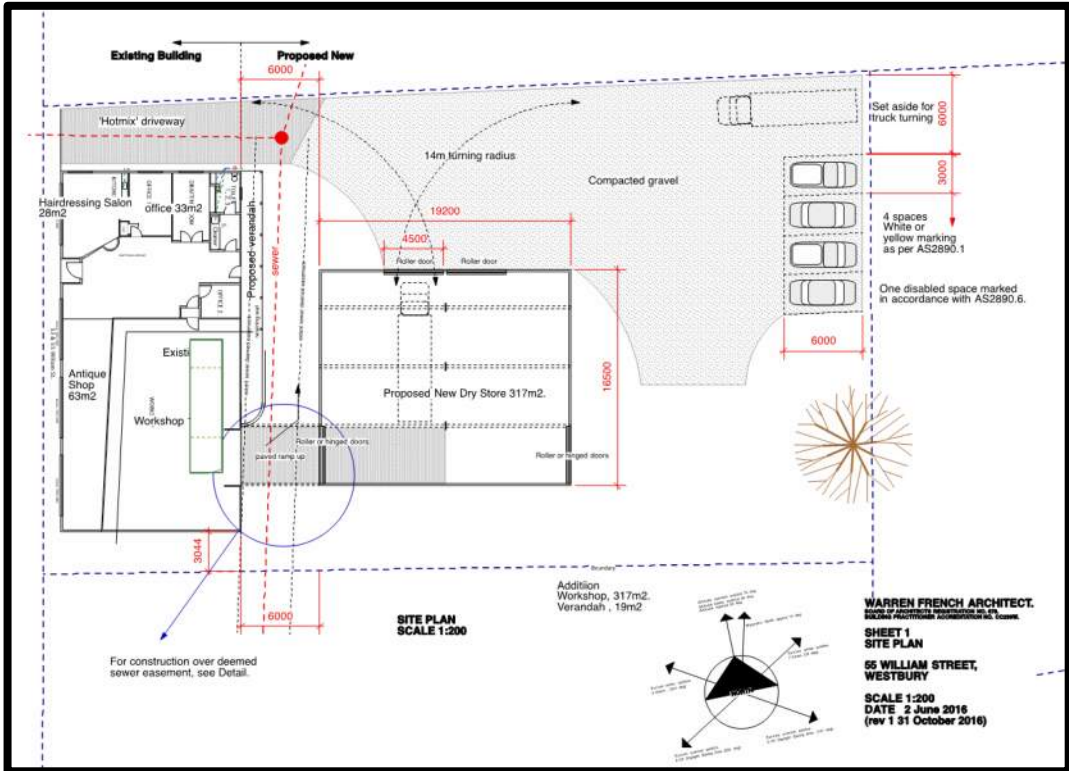 Existing Building
Proposed New
6000
'Hotmix' driveway
14m turning radius
Compacted gravel
Set aside for
truck turning
6000
3000
Hairdressing Salon
28m2
office 33m2
Proposed verandah.
sewer
19200
4500
Roller door
Roller door
4 spaces
White or
yellow marking
as per AS2890.1
One disabled space marked
in accordance with AS2890.6.
6000
OFFICE 2
Existi
Antique
Shop
63m2
Workshop
Proposed New Dry Store 317m2.
16500
Roller or hinged doors
paved ramp up
Roller or hinged doors
3044
6000
Boundary
Additiion
Workshop, 317m2.
Verandah , 19m2
SITE PLAN
SCALE 1:200
For construction over deemed
sewer easement, see Detail.
WARREN FRENCH ARCHITECT.
SHEET 1
SITE PLAN
55 WILLIAM STREET,
WESTBURY
SCALE 1:200
DATE 2 June 2016
(rev 1 31 October 2016)